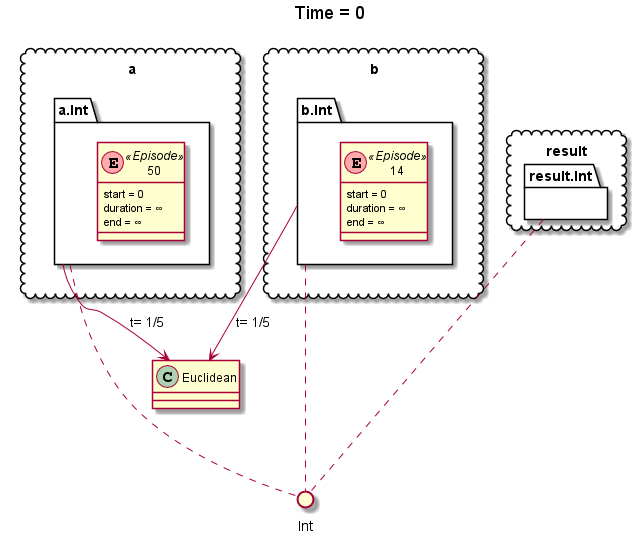 Time = 0
a
b
a.Int
b.Int
result
result.Int
E
«Episode»
50
start = 0
duration = ∞
end = ∞
E
«Episode»
14
start = 0
duration = ∞
end = ∞
t= 1/5
t= 1/5
C Euclidean
Int